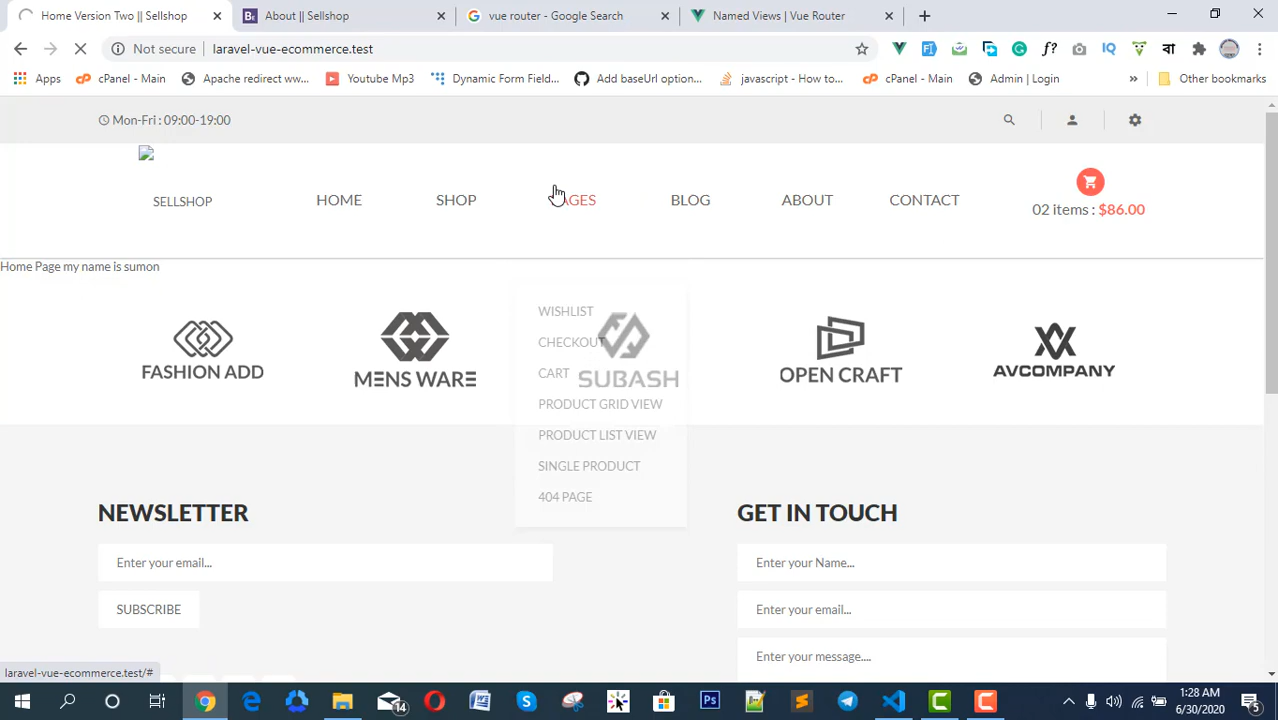 Home Version Two || Sellshop
About || Sellshop
vue router - Google Search
Named Views | Vue Router
Not secure
laravel-vue-ecommerce.test
Apps
cPanel - Main
Apache redirect ww...
Youtube Mp3
Dynamic Form Field...
Add baseUrl option...
javascript - How to...
cPanel - Main
Admin | Login
»
Other bookmarks
Mon-Fri : 09:00-19:00
SELLSHOP
HOME
SHOP
AGES
BLOG
ABOUT
CONTACT
02 items : $86.00
Home Page my name is sumon
FASHION ADD
MENS WARE
SUBASH
OPEN CRAFT
AVCOMPANY
WISHLIST
CHECKOUT
CART
PRODUCT GRID VIEW
PRODUCT LIST VIEW
SINGLE PRODUCT
404 PAGE
NEWSLETTER
Enter your email...
SUBSCRIBE
GET IN TOUCH
Enter your Name...
Enter your email...
Enter your message....
laravel-vue-ecommerce.test/#
14
Ps
1:28 AM
6/30/2020
5